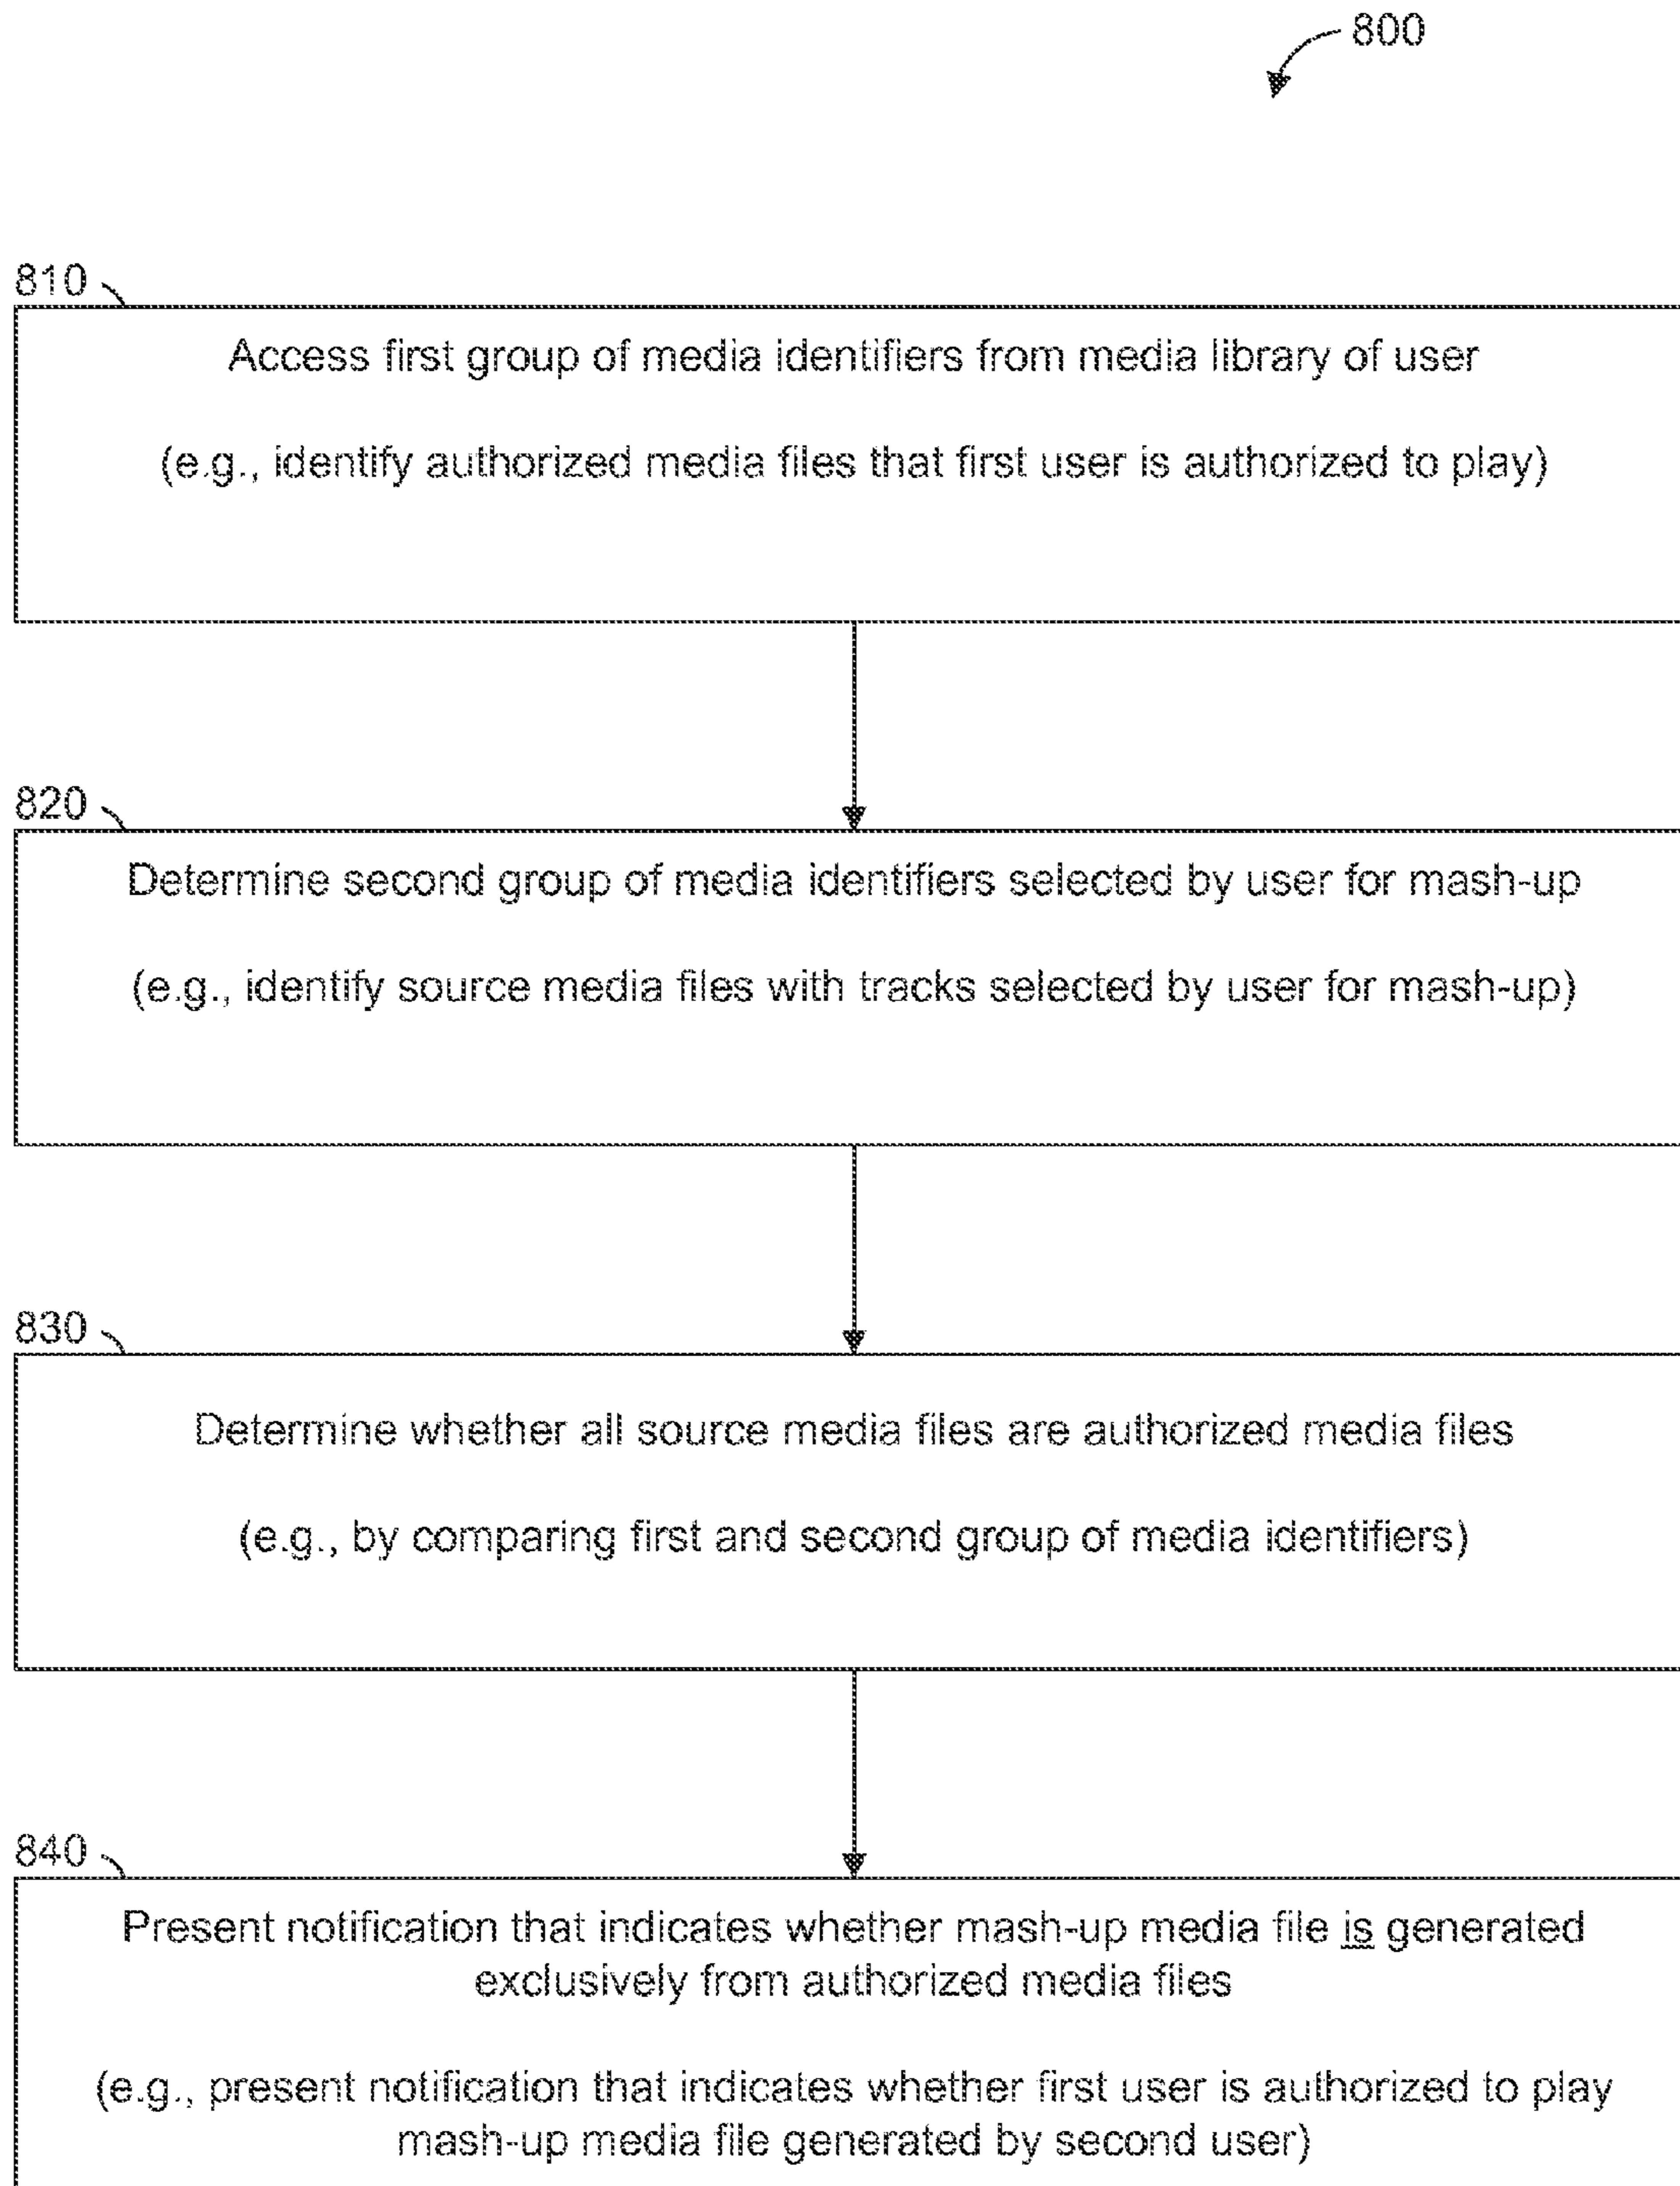 800
810
Access first group of media identifiers from media library of user
(e.g., identify authorized media files that first user is authorized to play)
820
Determine second group of media identifiers selected by user for mash-up
(e.g., identify source media files with tracks selected by user for mash-up)
830
Determine whether all source media files are authorized media files
(e.g., by comparing first and second group of media identifiers)
840
Present notification that indicates whether mash-up media file is generated
exclusively from authorized media files
(e.g., present notification that indicates whether first user is authorized to play
mash-up media file generated by second user)